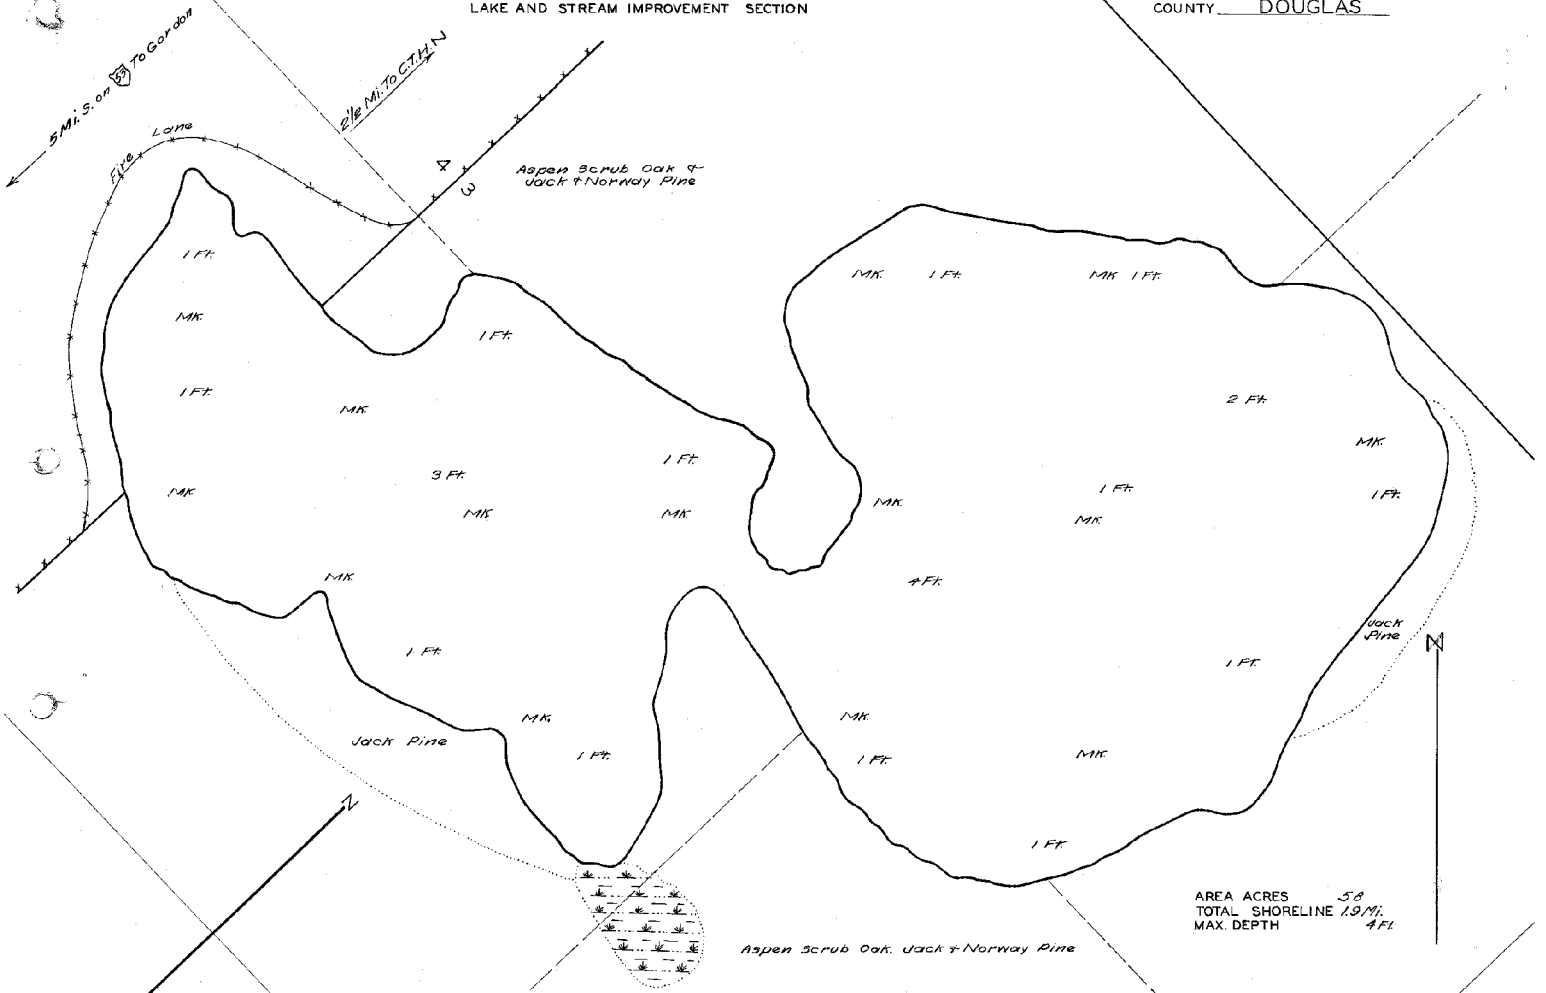 LAKE AND STREAM IMPROVEMENT SECTION
COUNTY DOUGLAS
5 Mi. S. on 53 To Gordon
2 1/2 Mi. To C.T.H. N
Fire Lane
4
3
Aspen Scrub Oak &
Jack & Norway Pine
1 Ft.
MK.
1 Ft.
MK.
1 Ft.
MK
3 Ft.
MK
1 Ft.
MK
MK.
1 Ft.
MK.
1 Ft.
MK. 1 Ft.
MK 1 Ft.
2 Ft.
MK.
1 Ft.
MK.
1 Ft.
MK.
4 Ft.
1 Ft.
MK.
1 Ft.
MK.
1 Ft.
Jack
Pine
N
Jack Pine
N
Aspen Scrub Oak. Jack & Norway Pine
AREA ACRES 58
TOTAL SHORELINE 1.9 Mi.
MAX. DEPTH 4 Ft.